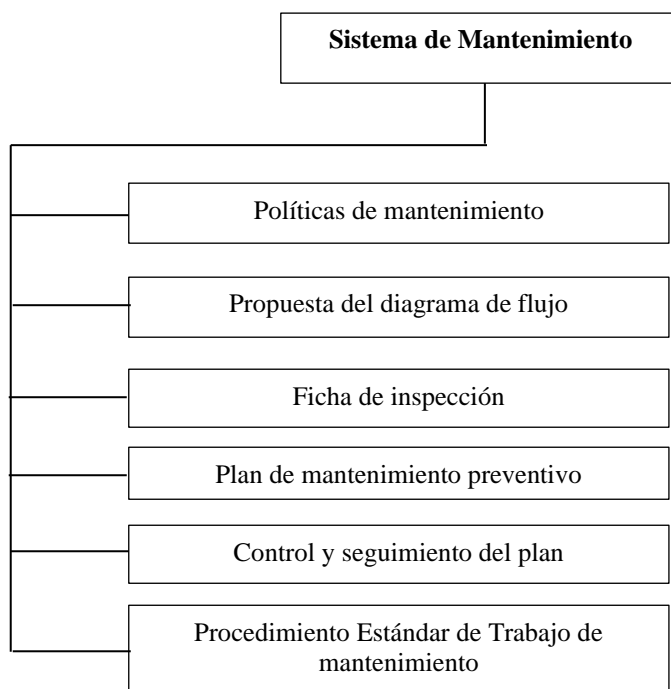 Sistema de Mantenimiento
Políticas de mantenimiento
Propuesta del diagrama de flujo
Ficha de inspección
Plan de mantenimiento preventivo
Control y seguimiento del plan
Procedimiento Estándar de Trabajo de
mantenimiento